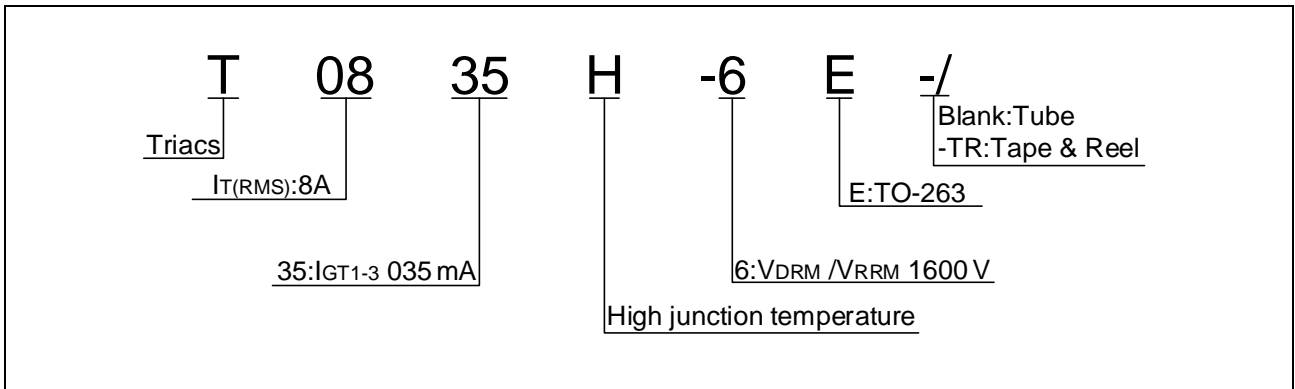 T 08 35 H -6 E -/
Blank:Tube
-TR:Tape & Reel
Triacs
IT(RMS):8A
E:TO-263
35:IGT1-3 035 mA
6:VDRM /VRRM 1600 V
High junction temperature